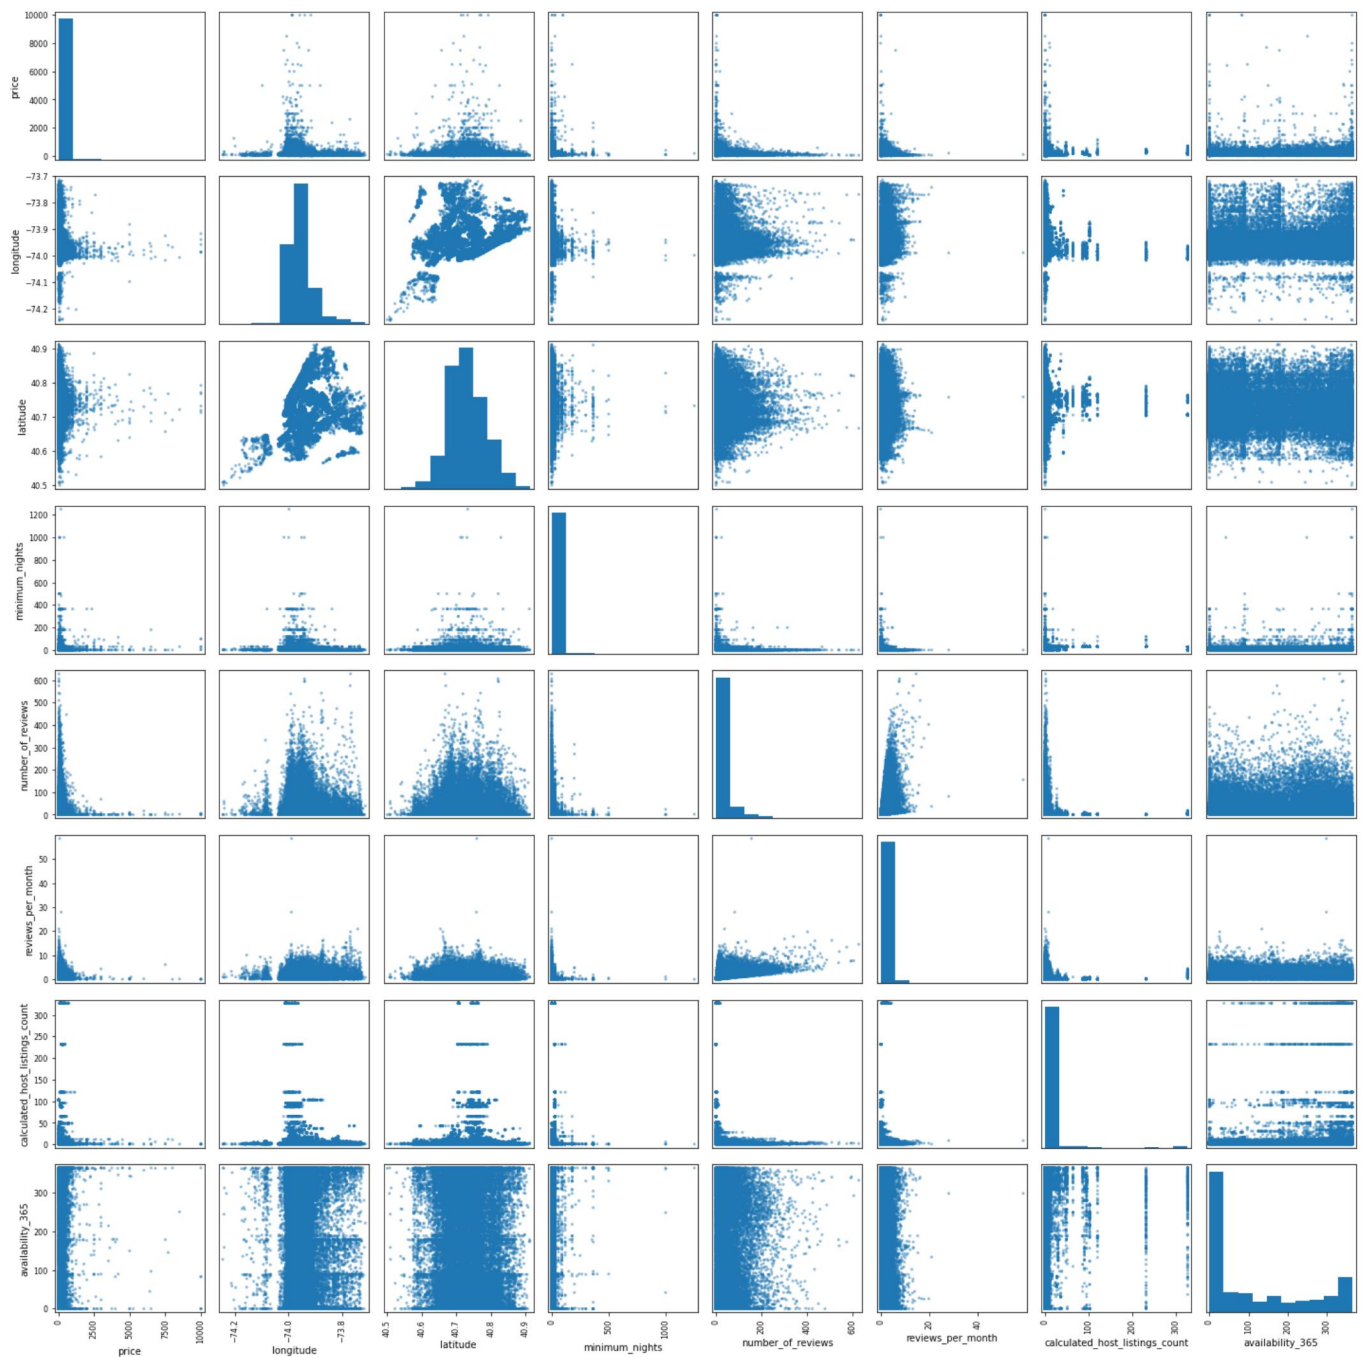 10000
8000
6000
4000
2000
0
price
−73.7
−73.8
−73.9
−74.0
−74.1
−74.2
longitude
40.9
40.8
40.7
40.6
40.5
latitude
1200
1000
800
600
400
200
0
minimum_nights
600
500
400
300
200
100
0
number_of_reviews
50
40
30
20
10
0
reviews_per_month
300
250
200
150
100
50
0
calculated_host_listings_count
300
200
100
0
availability_365
0 2500 5000 7500 10000
price
−74.2 −74.0 −73.8
longitude
40.5 40.6 40.7 40.8 40.9
latitude
0 500 1000
minimum_nights
0 200 400 600
number_of_reviews
0 20 40
reviews_per_month
0 100 200 300
calculated_host_listings_count
0 100 200 300
availability_365